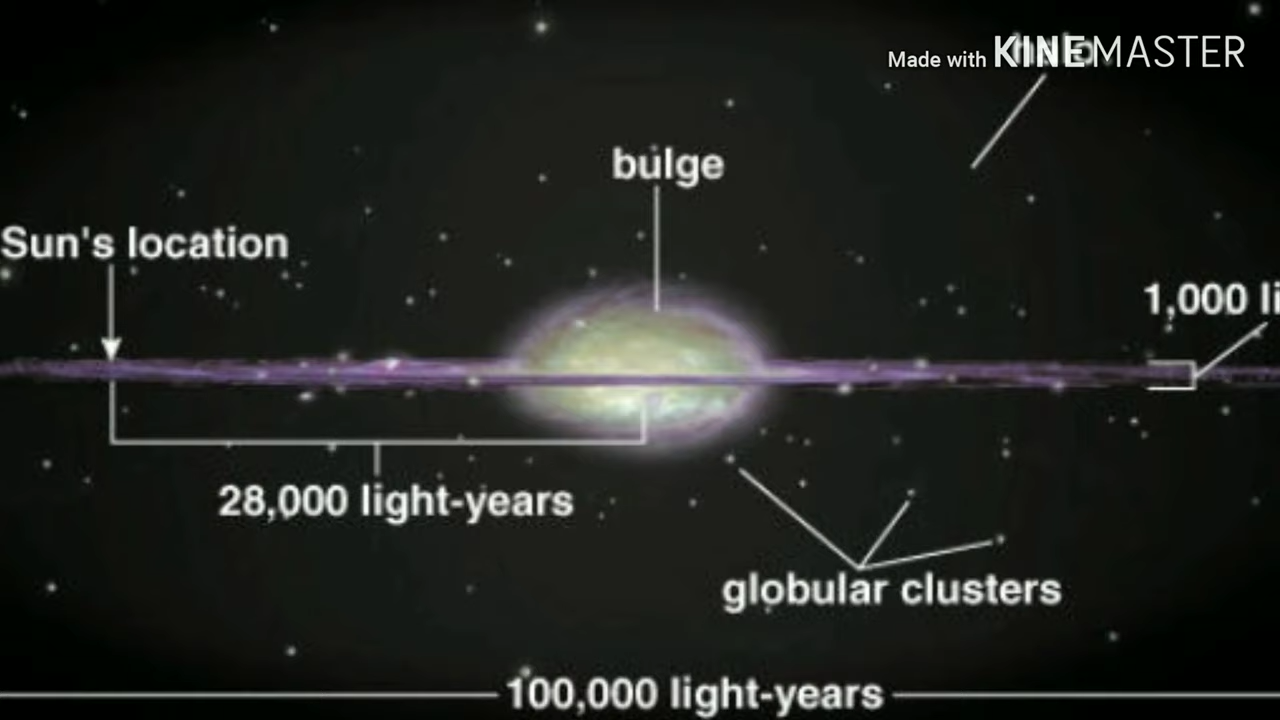 Made with KINEMASTER
bulge
Sun's location
1,000 li
28,000 light-years
globular clusters
100,000 light-years